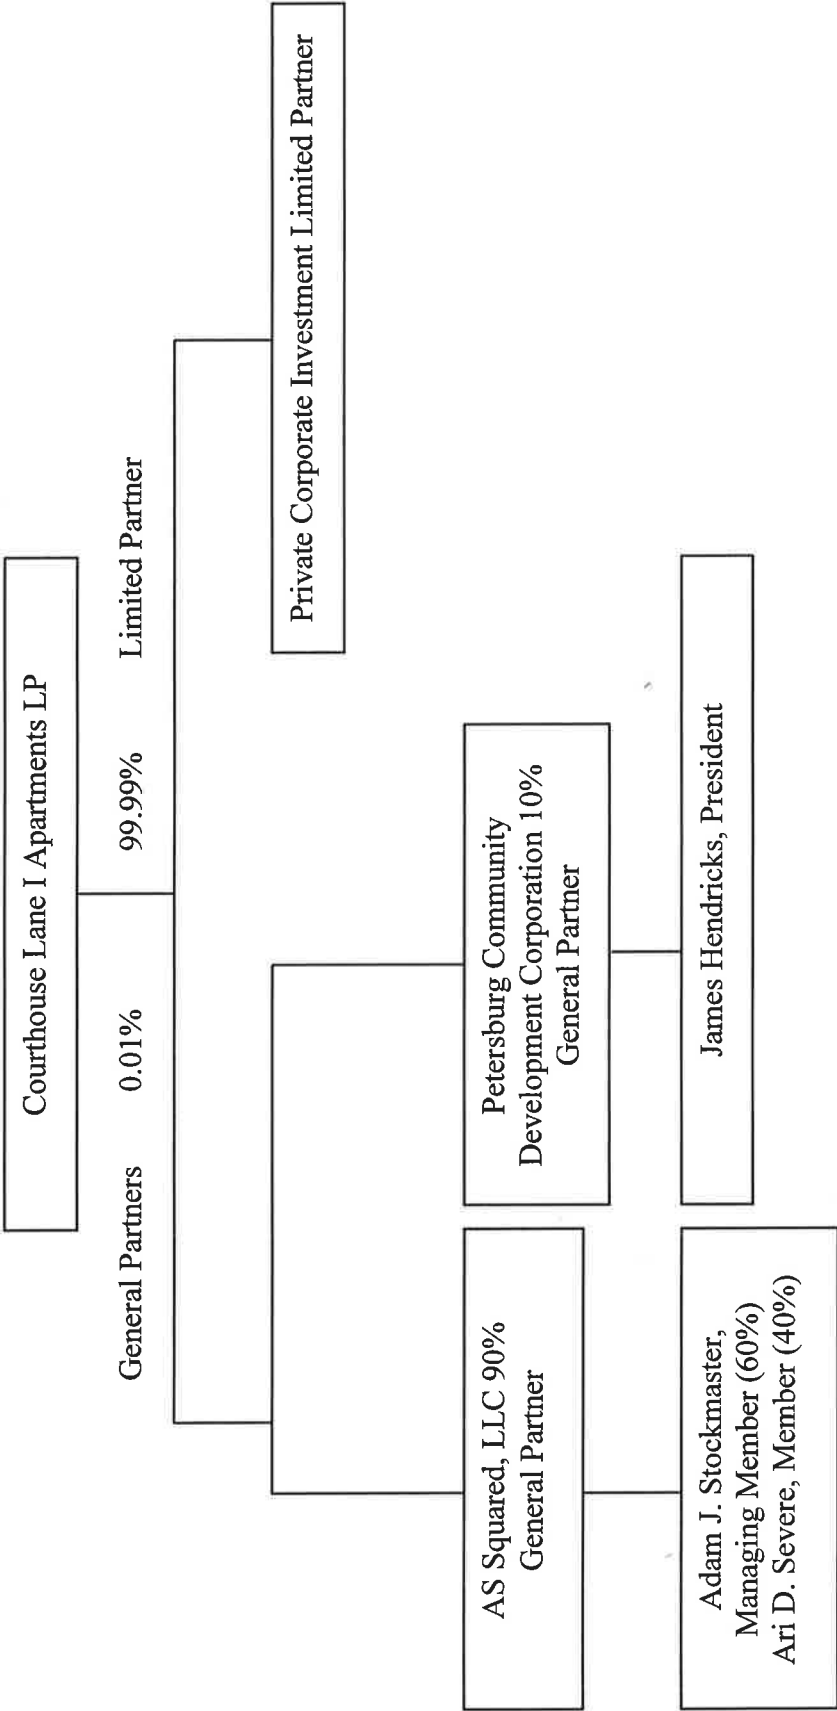 Courthouse Lane I Apartments LP
General Partners 0.01% 99.99% Limited Partner
Private Corporate Investment Limited Partner
AS Squared, LLC 90%
General Partner
Petersburg Community
Development Corporation 10%
General Partner
Adam J. Stockmaster,
Managing Member (60%)
Ari D. Severe, Member (40%)
James Hendricks, President